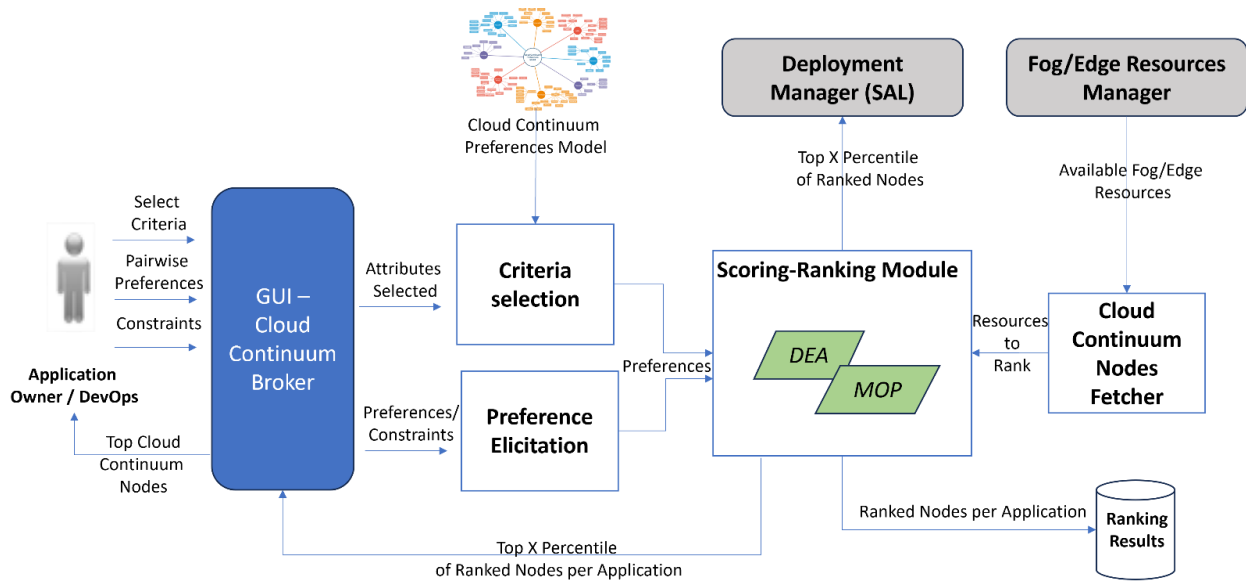 Cloud Continuum
Preferences Model
Deployment
Manager (SAL)
Fog/Edge Resources
Manager
Top X Percentile
of Ranked Nodes
Available Fog/Edge
Resources
Select
Criteria
Pairwise
Preferences
Constraints
Application
Owner / DevOps
Top Cloud
Continuum
Nodes
GUI –
Cloud
Continuum
Broker
Attributes
Selected
Preferences/
Constraints
Criteria
selection
Preference
Elicitation
Preferences
Scoring-Ranking Module
DEA
MOP
Resources
to
Rank
Cloud
Continuum
Nodes
Fetcher
Ranked Nodes per Application
Ranking
Results
Top X Percentile
of Ranked Nodes per Application